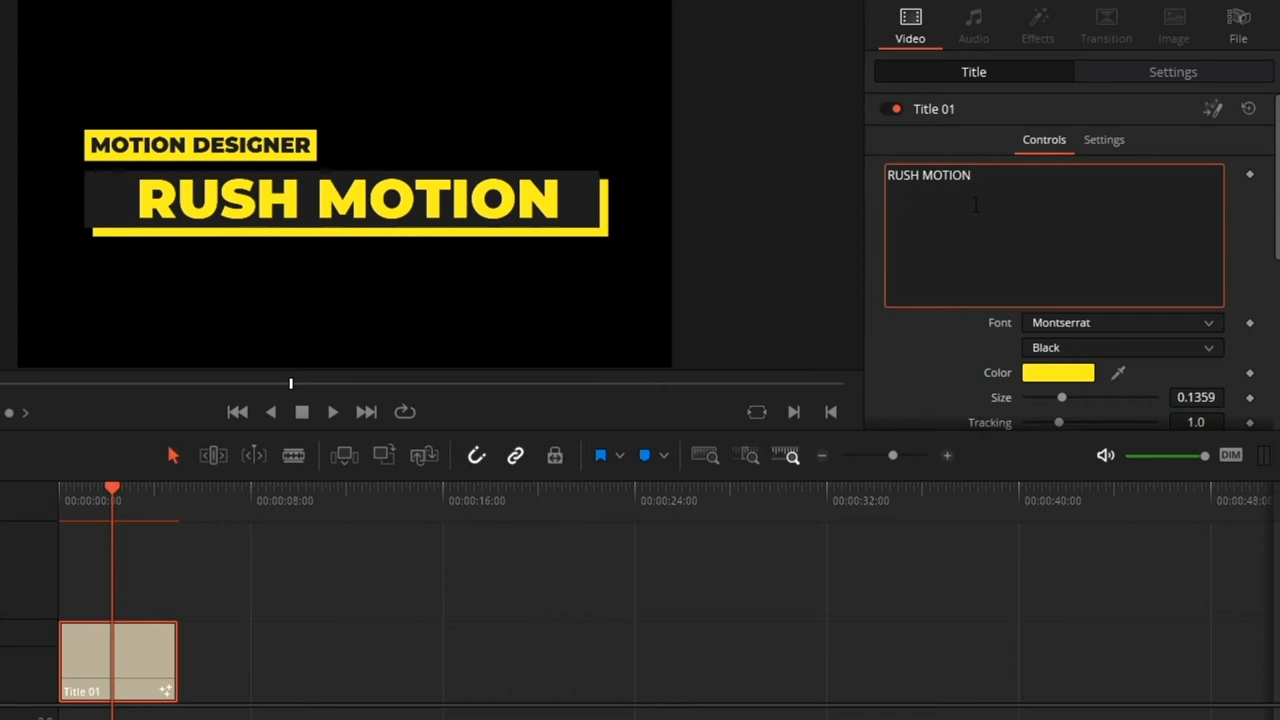 Video
Audio
Effects
Transition
Image
File
Title
Settings
Title 01
Controls
Settings
RUSH MOTION
Font
Montserrat
Black
Color
Size
0.1359
Tracking
1.0
MOTION DESIGNER
RUSH MOTION
DIM
00:00:00:00
00:00:08:00
00:00:16:00
00:00:24:00
00:00:32:00
00:00:40:00
00:00:48:00
Title 01
2.0